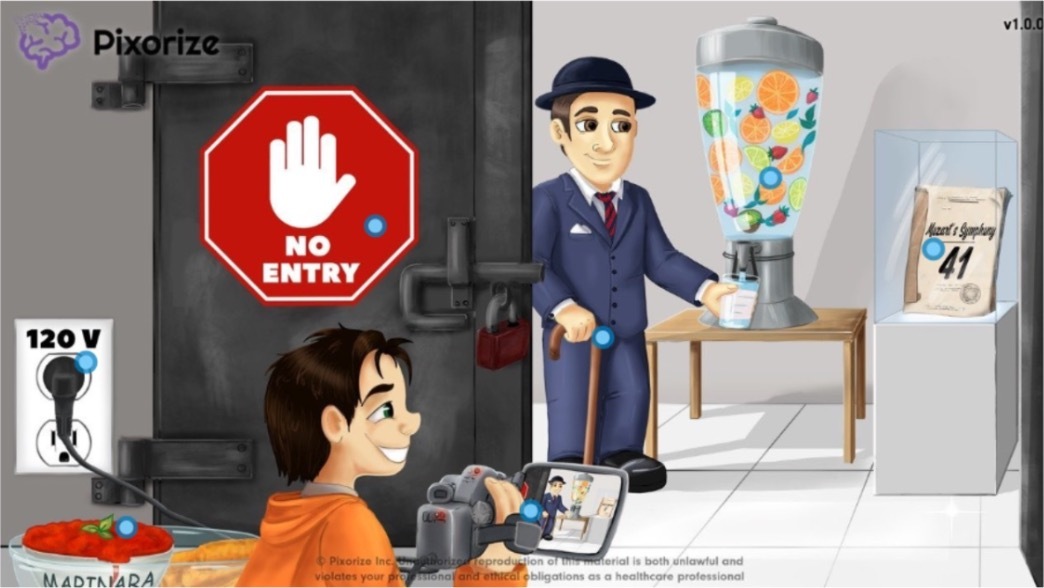 Pixorize
v1.0.0
NO
ENTRY
Mozart's Symphony
41
120 V
MARINARA
© Pixorize Inc. Unauthorized reproduction of this material is both unlawful and
violates your professional and ethical obligations as a healthcare professional